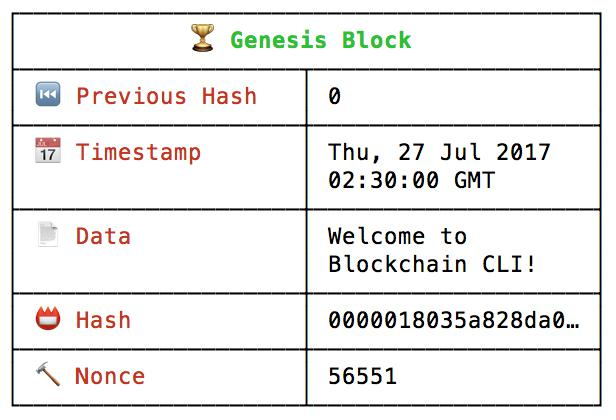 Genesis Block
Previous Hash 0
Timestamp Thu, 27 Jul 2017
02:30:00 GMT
Data Welcome to
Blockchain CLI!
Hash 0000018035a828da0…
Nonce 56551